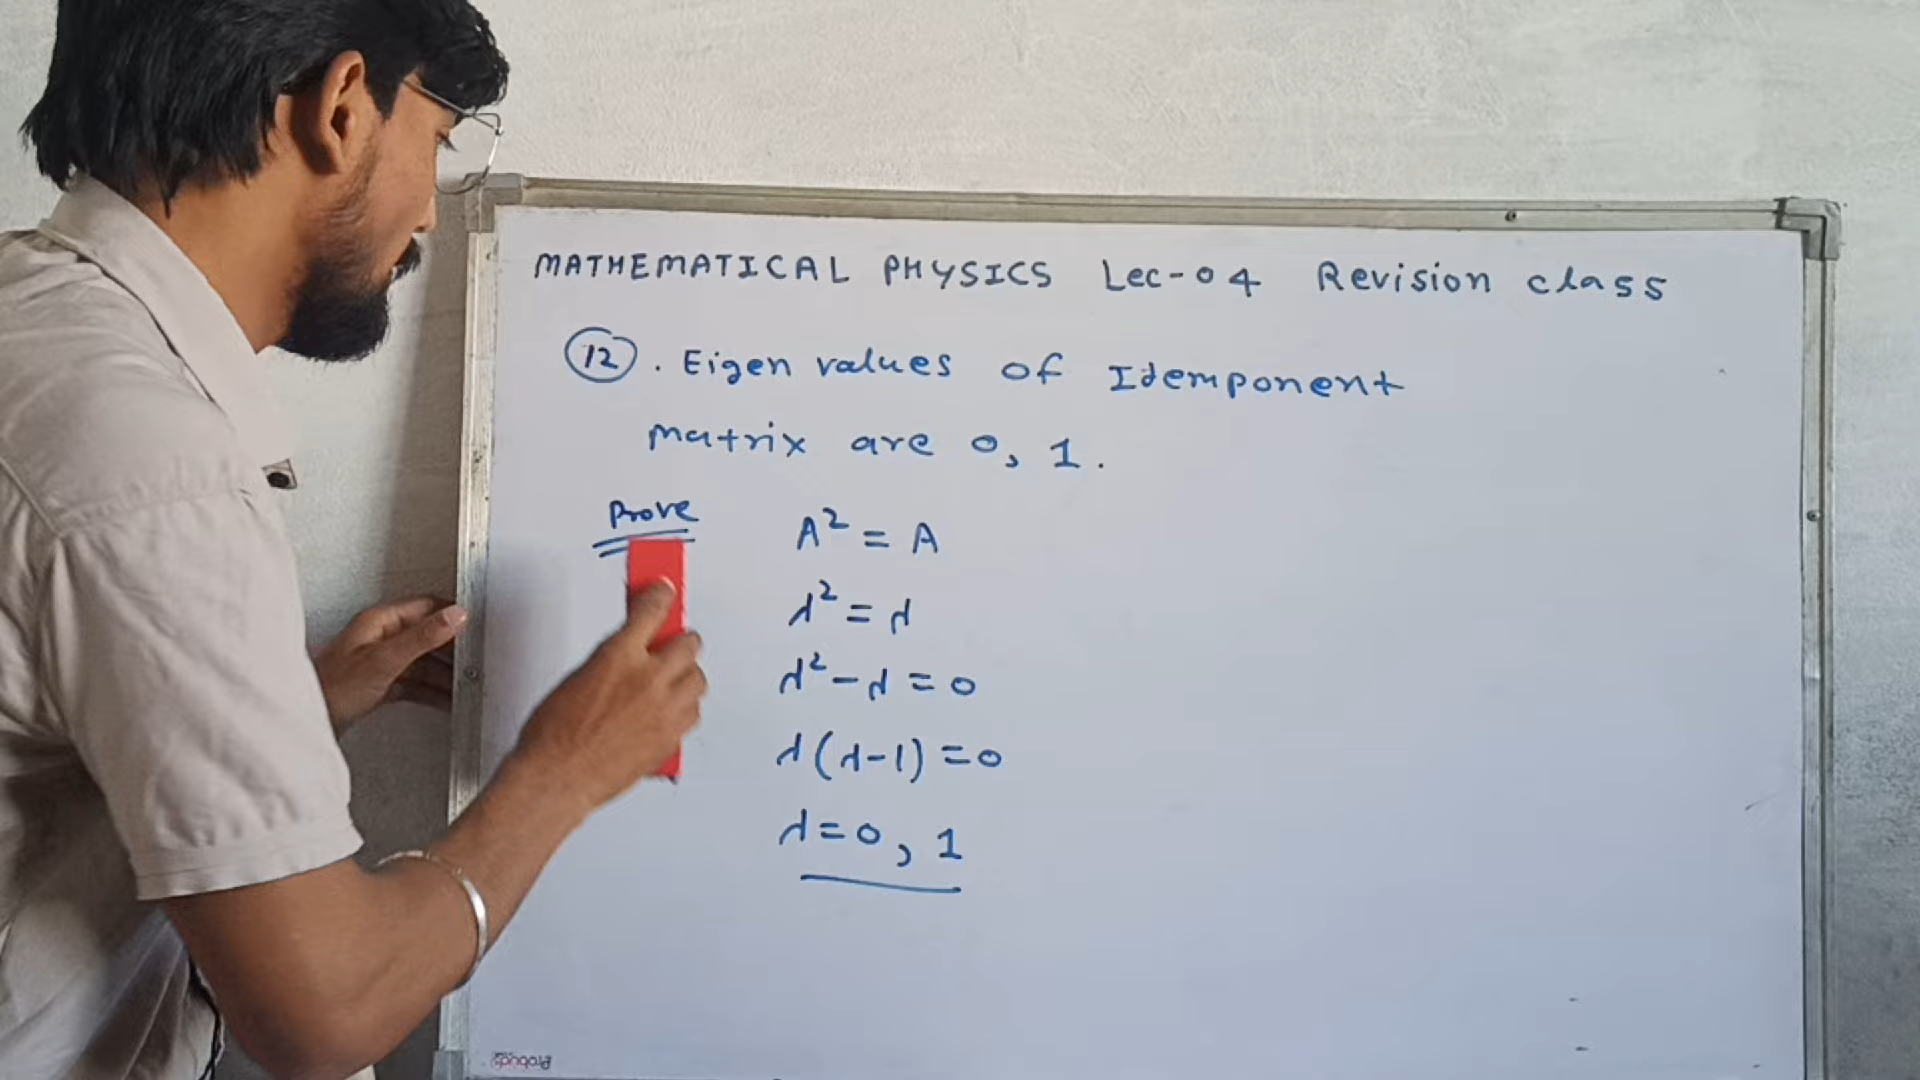 MATHEMATICAL PHYSICS Lec-04 Revision class
12 . Eigen values of Idemponent
matrix are 0, 1.
Prove
A² = A
λ² = λ
λ² - λ = 0
λ(λ-1) = 0
λ = 0, 1